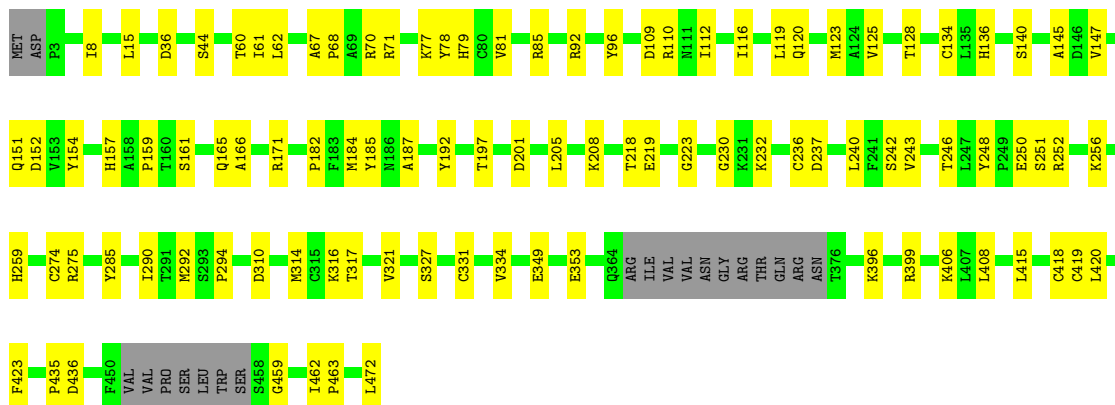 MET ASP P3 I8 L15 D36 S44 T60 I61 L62 A67 P68 A69 R70 R71 K77 Y78 H79 C80 V81 R85 R92 Y96 D109 R110 N111 I112 I116 L119 Q120 M123 A124 V125 T128 C134 L135 H136 S140 A145 D146 V147
Q151 D152 V153 Y154 H157 A158 P159 T160 S161 Q165 A166 R171 P182 F183 M184 Y185 N186 A187 Y192 T197 D201 L205 K208 T218 E219 G223 G230 K231 K232 C236 D237 L240 F241 S242 V243 T246 L247 Y248 P249 E250 S251 R252 K256
H259 C274 R275 Y285 I290 T291 M292 S293 P294 D310 M314 C315 K316 T317 V321 S327 C331 V334 E349 E353 Q364 ARG ILE VAL VAL ASN GLY ARG THR GLN ARG ASN T376 K396 R399 K406 L407 L408 L415 C418 C419 L420
F423 P435 D436 F450 VAL VAL PRO SER LEU TRP SER S458 G459 I462 P463 L472